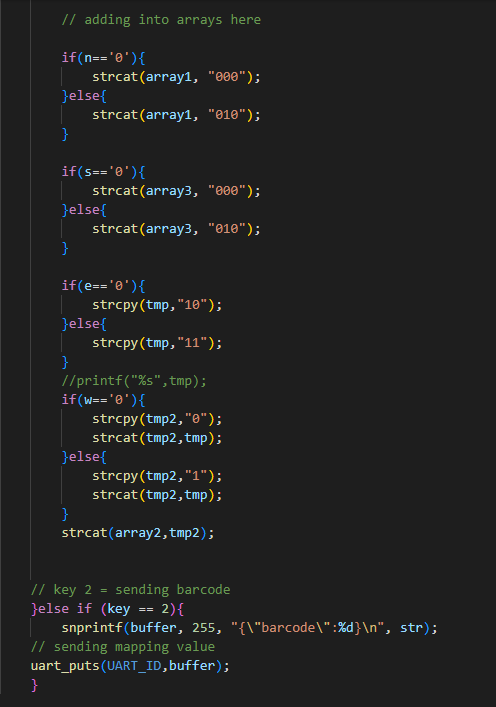 // adding into arrays here
if(n=='0'){
strcat(array1, "000");
}else{
strcat(array1, "010");
}
if(s=='0'){
strcat(array3, "000");
}else{
strcat(array3, "010");
}
if(e=='0'){
strcpy(tmp,"10");
}else{
strcpy(tmp,"11");
}
//printf("%s",tmp);
if(w=='0'){
strcpy(tmp2,"0");
strcat(tmp2,tmp);
}else{
strcpy(tmp2,"1");
strcat(tmp2,tmp);
}
strcat(array2,tmp2);
// key 2 = sending barcode
}else if (key == 2){
snprintf(buffer, 255, "{\"barcode\":%d}\n", str);
// sending mapping value
uart_puts(UART_ID,buffer);
}